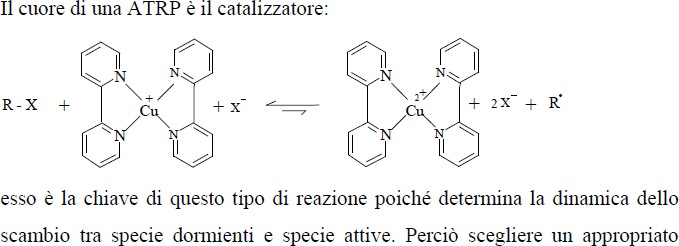 Il cuore di una ATRP è il catalizzatore:
R - X + N N N N Cu + + X⁻ ⇌ N N N N Cu 2+ + 2X⁻ + R•
esso è la chiave di questo tipo di reazione poiché determina la dinamica dello
scambio tra specie dormienti e specie attive. Perciò scegliere un appropriato